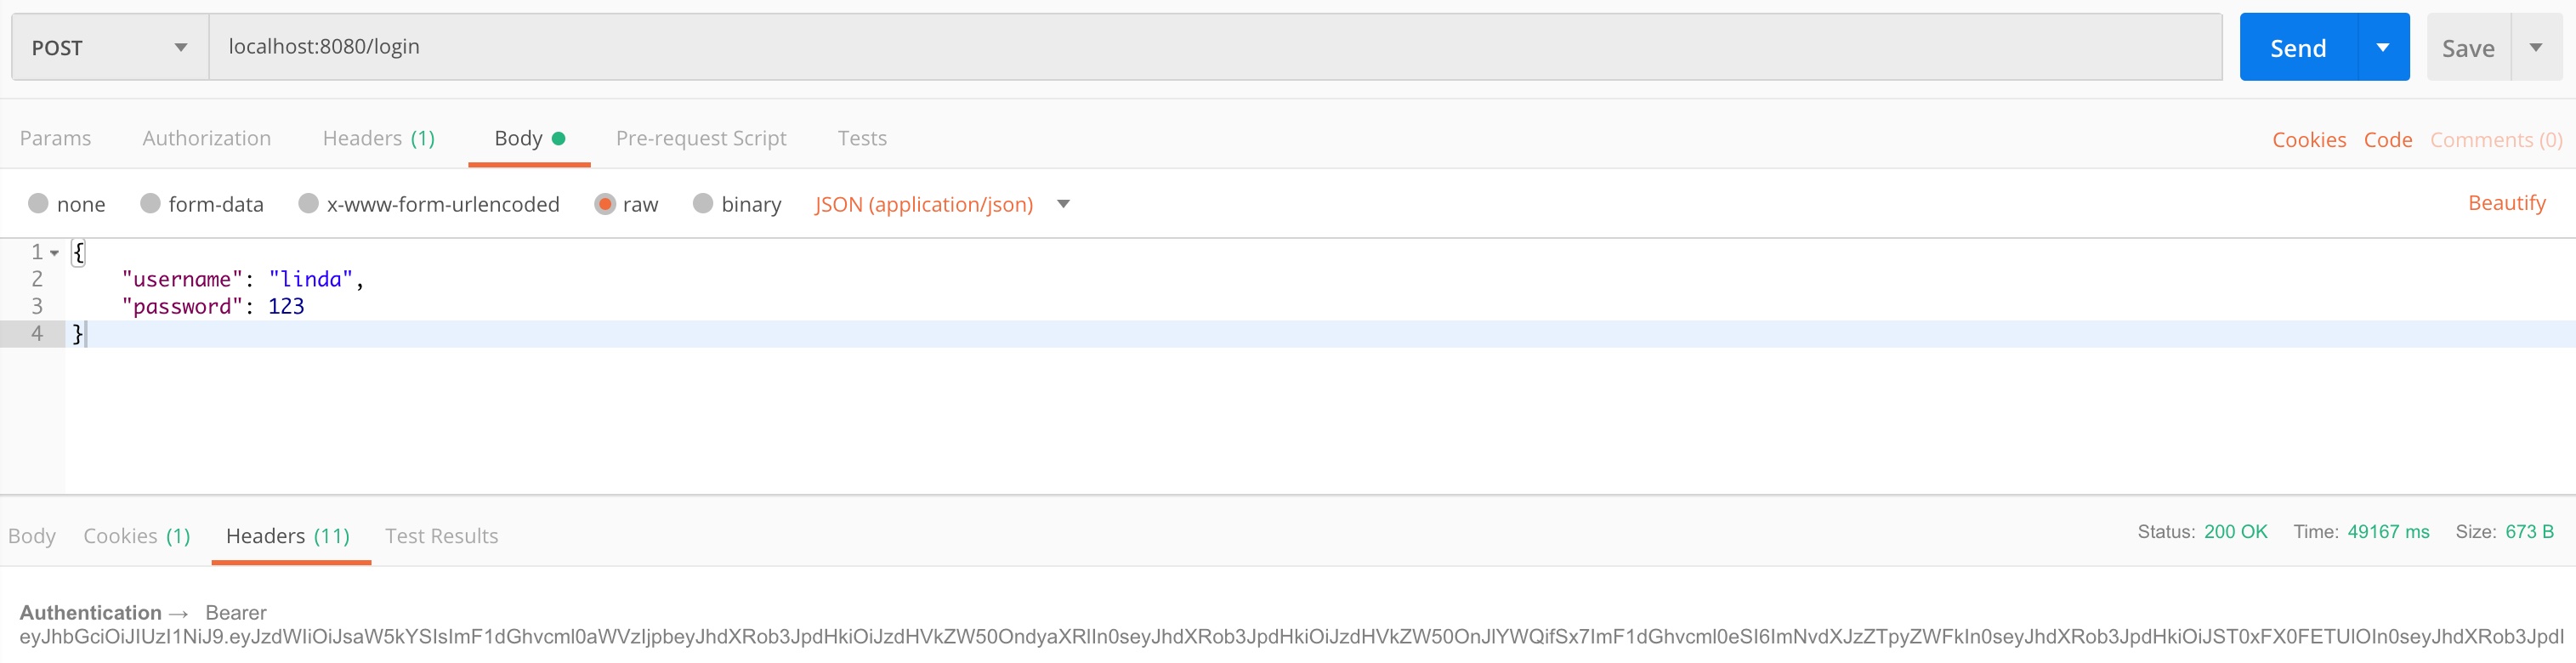 POST localhost:8080/login Send Save
Params Authorization Headers (1) Body Pre-request Script Tests Cookies Code Comments (0)
none form-data x-www-form-urlencoded raw binary JSON (application/json) Beautify
1 {
2 "username": "linda",
3 "password": 123
4 }
Body Cookies (1) Headers (11) Test Results Status: 200 OK Time: 49167 ms Size: 673 B
Authentication → Bearer
eyJhbGciOiJIUzI1NiJ9.eyJzdWIiOiJsaW5kYSIsImF1dGhvcml0aWVzIjpbeyJhdXRob3JpdHkiOiJzdHVkZW50OndyaXRlIn0seyJhdXRob3JpdHkiOiJzdHVkZW50OnJlYWQifSx7ImF1dGhvcml0eSI6ImNvdXJzZTpyZWFkIn0seyJhdXRob3JpdHkiOiJST0xFX0FETUlOIn0seyJhdXRob3JpdI